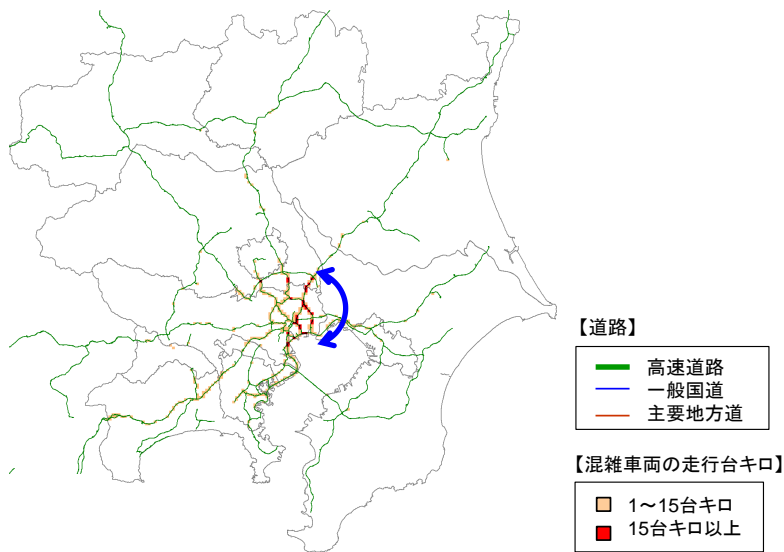 【道路】
高速道路
一般国道
主要地方道
【混雑車両の走行台キロ】
1～15台キロ
15台キロ以上